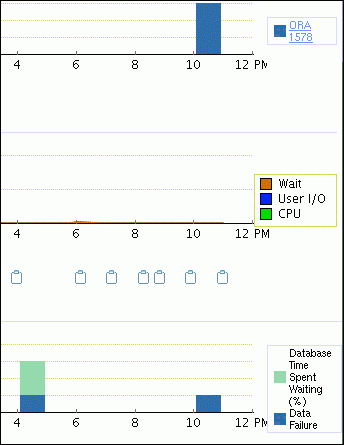 ORA
1578
4 6 8 10 12 PM
Wait
User I/O
CPU
4 6 8 10 12 PM
Database
Time
Spent
Waiting
(%)
Data
Failure
4 6 8 10 12 PM